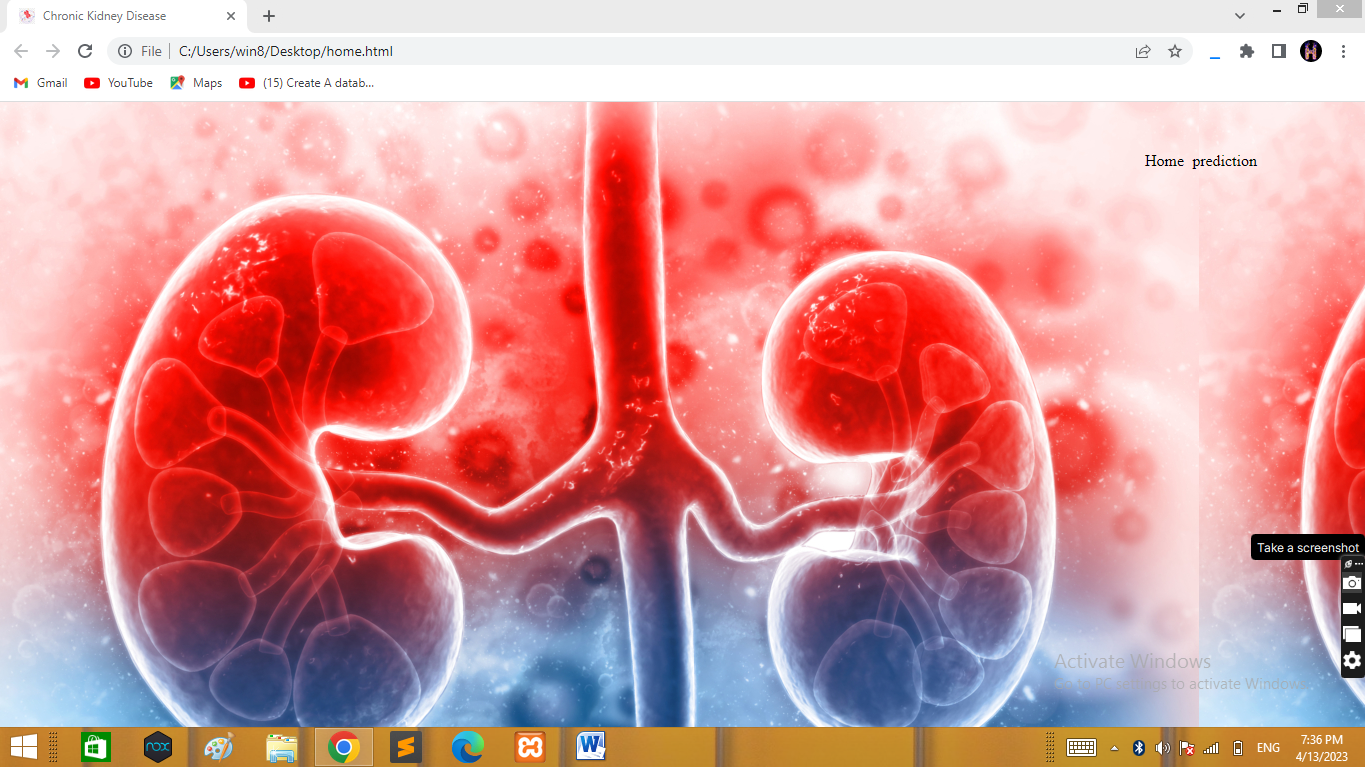 Chronic Kidney Disease
File
C:/Users/win8/Desktop/home.html
Gmail
YouTube
Maps
(15) Create A datab...
Home prediction
Take a screenshot
Activate Windows
Go to PC settings to activate Windows.
nox
ENG
7:36 PM
4/13/2023